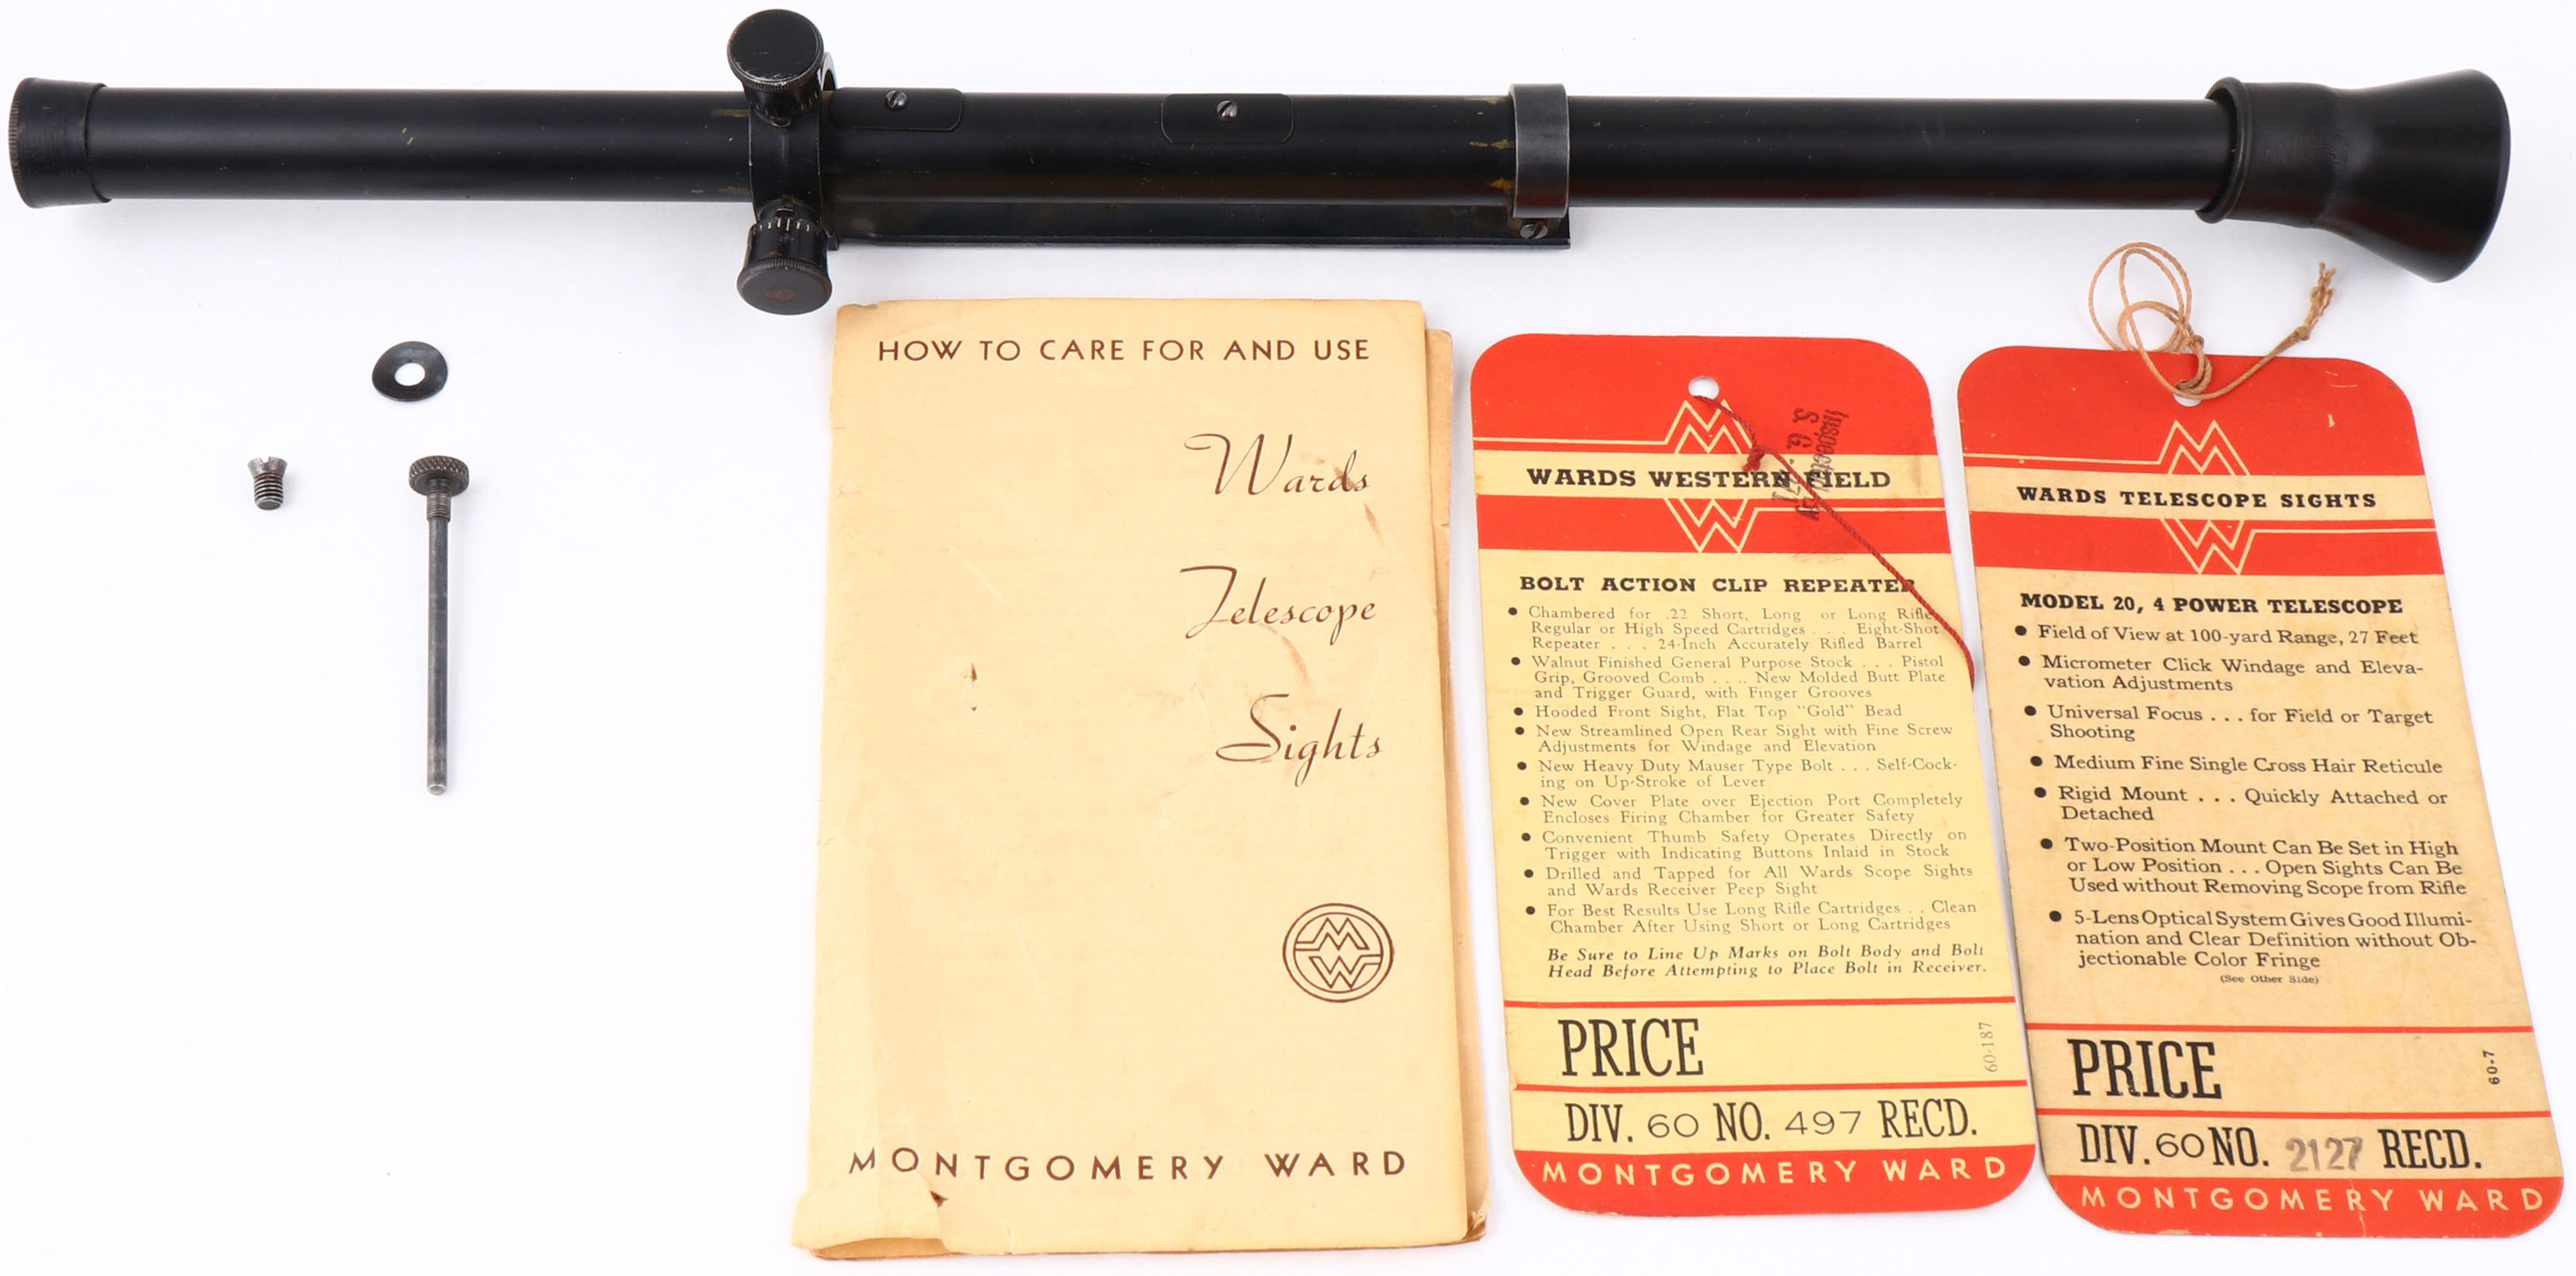 HOW TO CARE FOR AND USE
Wards
Telescope
Sights
MW
MONTGOMERY WARD
MW
Inspected By
S. G.
WARDS WESTERN FIELD
BOLT ACTION CLIP REPEATER
● Chambered for .22 Short, Long or Long Rifle
Regular or High Speed Cartridges . . . Eight-Shot
Repeater . . . 24-Inch Accurately Rifled Barrel
● Walnut Finished General Purpose Stock . . . Pistol
Grip, Grooved Comb . . .. New Molded Butt Plate
and Trigger Guard, with Finger Grooves
● Hooded Front Sight, Flat Top "Gold" Bead
● New Streamlined Open Rear Sight with Fine Screw
Adjustments for Windage and Elevation
● New Heavy Duty Mauser Type Bolt . . . Self-Cock-
ing on Up-Stroke of Lever
● New Cover Plate over Ejection Port Completely
Encloses Firing Chamber for Greater Safety
● Convenient Thumb Safety Operates Directly on
Trigger with Indicating Buttons Inlaid in Stock
● Drilled and Tapped for All Wards Scope Sights
and Wards Receiver Peep Sight
● For Best Results Use Long Rifle Cartridges . . Clean
Chamber After Using Short or Long Cartridges
Be Sure to Line Up Marks on Bolt Body and Bolt
Head Before Attempting to Place Bolt in Receiver.
PRICE
60-187
DIV. 60 NO. 497 RECD.
MONTGOMERY WARD
MW
WARDS TELESCOPE SIGHTS
MODEL 20, 4 POWER TELESCOPE
● Field of View at 100-yard Range, 27 Feet
● Micrometer Click Windage and Eleva-
vation Adjustments
● Universal Focus . . . for Field or Target
Shooting
● Medium Fine Single Cross Hair Reticule
● Rigid Mount . . . Quickly Attached or
Detached
● Two-Position Mount Can Be Set in High
or Low Position . . . Open Sights Can Be
Used without Removing Scope from Rifle
● 5-Lens Optical System Gives Good Illumi-
nation and Clear Definition without Ob-
jectionable Color Fringe
(See Other Side)
PRICE
60-7
DIV. 60 NO. 2127 RECD.
MONTGOMERY WARD